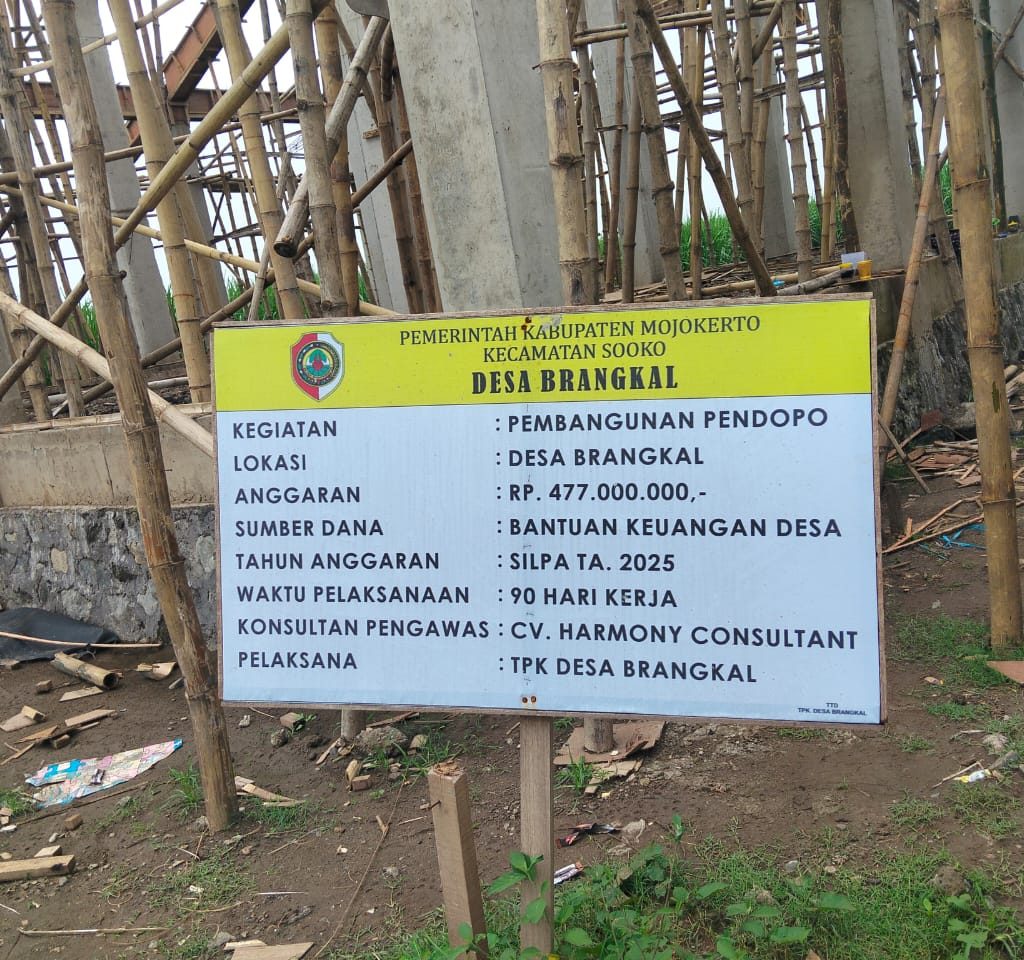 PEMERINTAH KABUPATEN MOJOKERTO
KECAMATAN SOOKO
DESA BRANGKAL
KEGIATAN : PEMBANGUNAN PENDOPO
LOKASI : DESA BRANGKAL
ANGGARAN : RP. 477.000.000,-
SUMBER DANA : BANTUAN KEUANGAN DESA
TAHUN ANGGARAN : SILPA TA. 2025
WAKTU PELAKSANAAN : 90 HARI KERJA
KONSULTAN PENGAWAS : CV. HARMONY CONSULTANT
PELAKSANA : TPK DESA BRANGKAL
TTD
TPK. DESA BRANGKAL